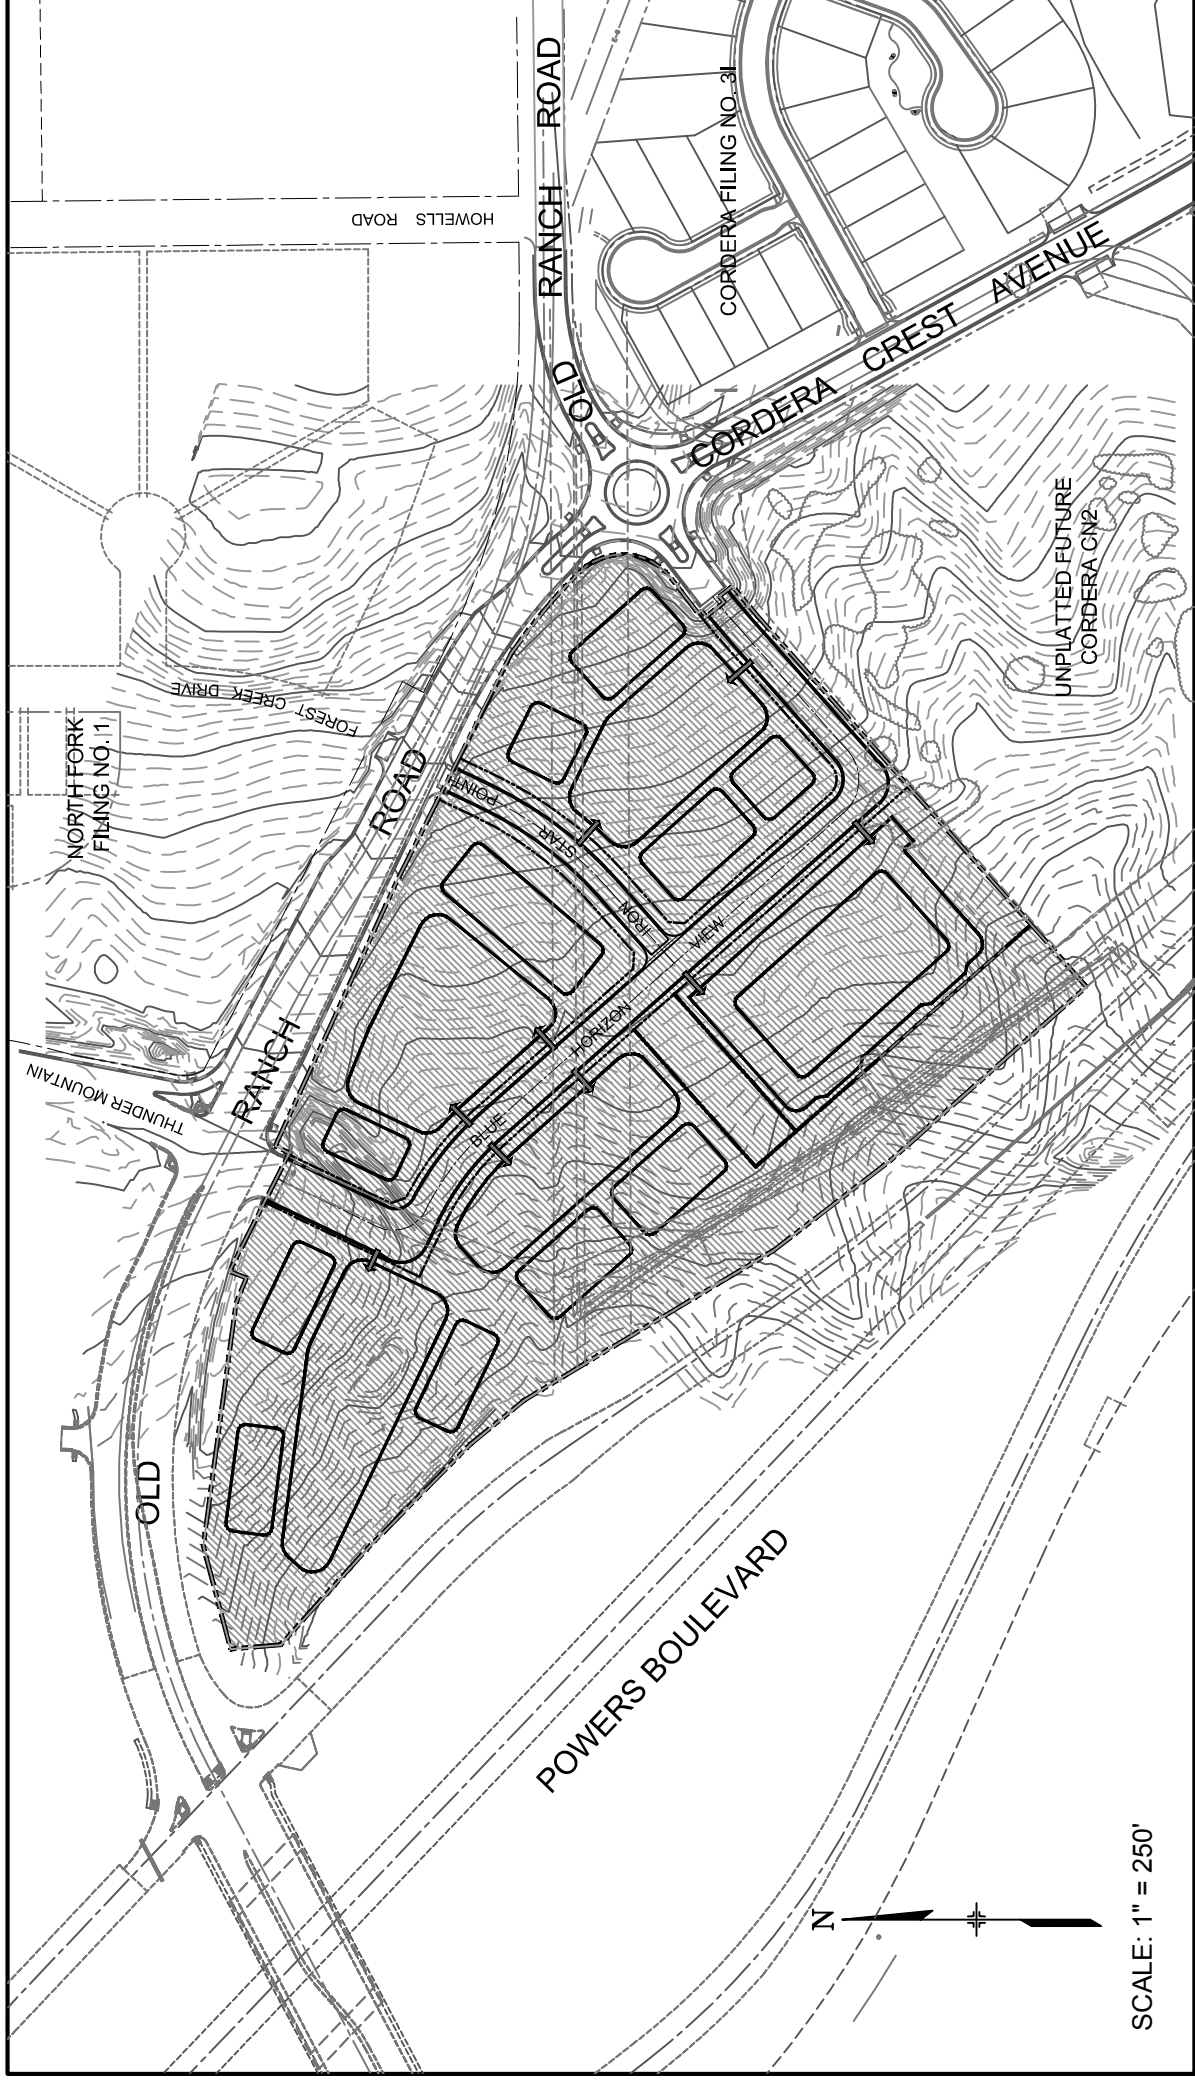 HOWELLS ROAD
OLD RANCH ROAD
CORDERA FILING NO. 3I
CORDERA CREST AVENUE
UNPLATTED FUTURE
CORDERA CN2
FOREST CREEK DRIVE
NORTH FORK
FILING NO. 1
THUNDER MOUNTAIN
OLD RANCH ROAD
IRON STAR POINT
BLUE HORIZON VIEW
POWERS BOULEVARD
N
SCALE: 1" = 250'